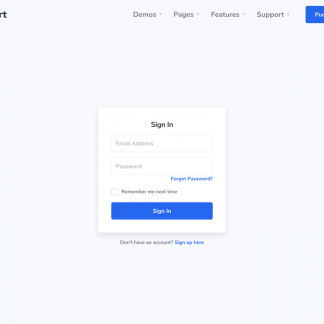 rt
Demos Pages Features Support Pu
Sign In
Email Address
Password
Forgot Password?
Remember me next time
Sign In
Don't have an account? Sign up here